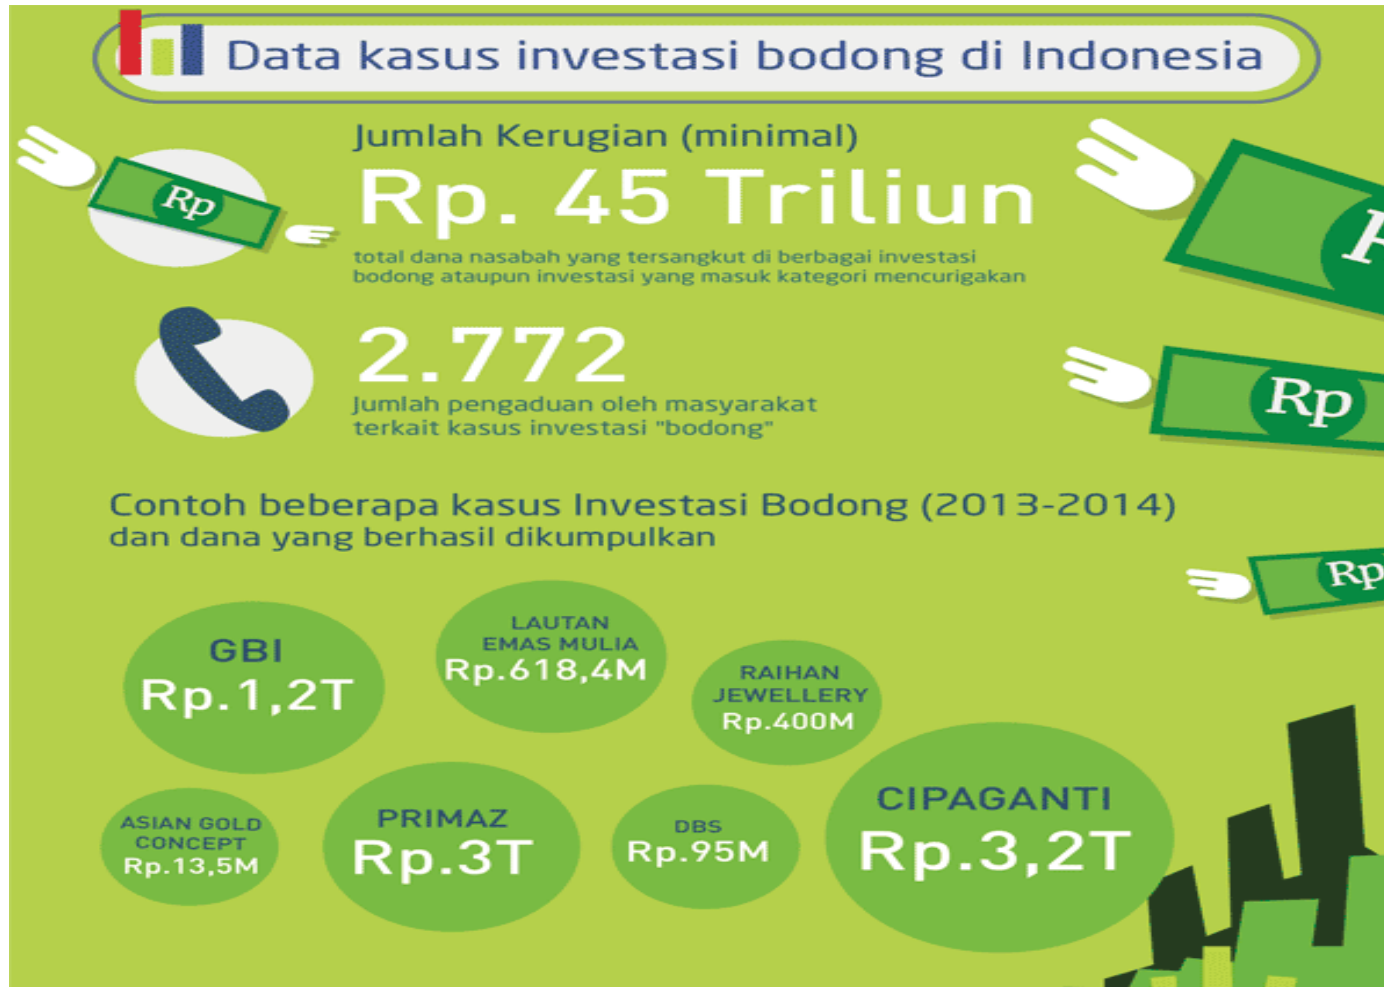 Data kasus investasi bodong di Indonesia
Jumlah Kerugian (minimal)
Rp. 45 Triliun
total dana nasabah yang tersangkut di berbagai investasi
bodong ataupun investasi yang masuk kategori mencurigakan
2.772
Jumlah pengaduan oleh masyarakat
terkait kasus investasi "bodong"
Rp
Rp
Rp
Contoh beberapa kasus Investasi Bodong (2013-2014)
dan dana yang berhasil dikumpulkan
GBI
Rp.1,2T
LAUTAN
EMAS MULIA
Rp.618,4M
RAIHAN
JEWELLERY
Rp.400M
ASIAN GOLD
CONCEPT
Rp.13,5M
PRIMAZ
Rp.3T
DBS
Rp.95M
CIPAGANTI
Rp.3,2T